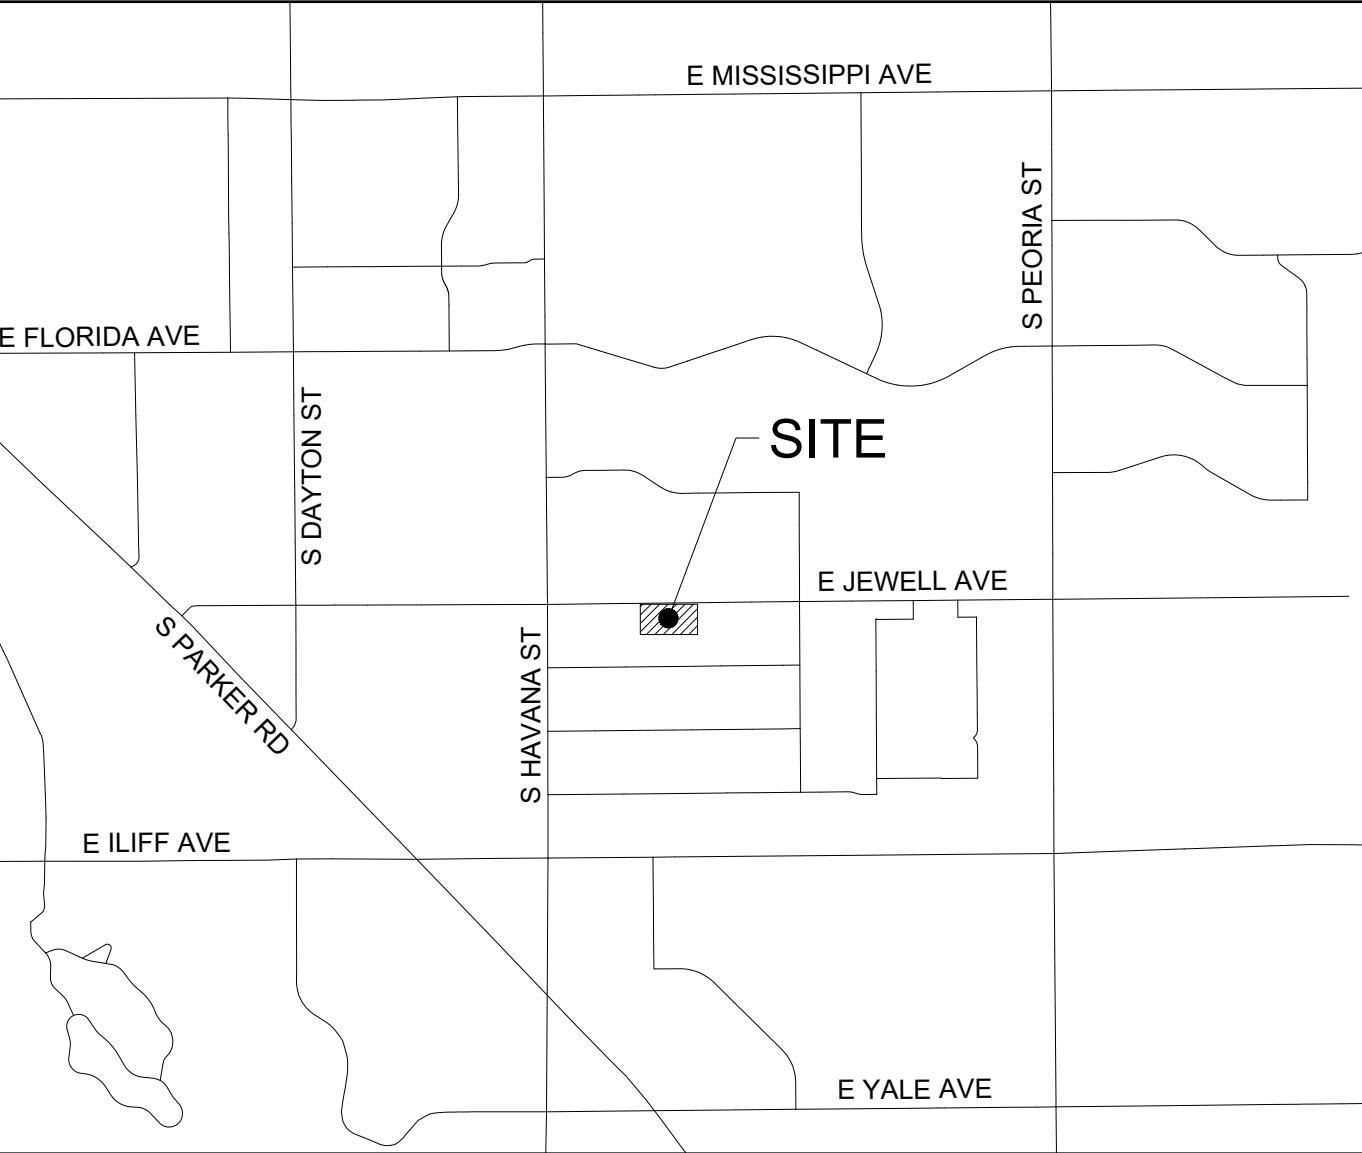 E MISSISSIPPI AVE
S PEORIA ST
E FLORIDA AVE
S DAYTON ST
SITE
E JEWELL AVE
S PARKER RD
S HAVANA ST
E ILIFF AVE
E YALE AVE